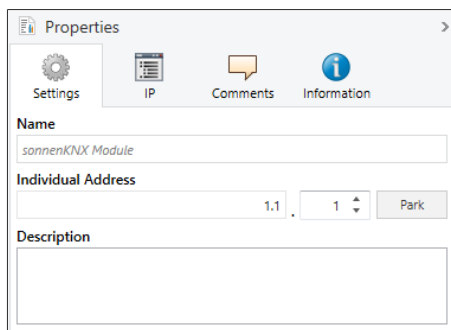 Properties
Settings IP Comments Information
Name
sonnenKNX Module
Individual Address
1.1 . 1 Park
Description